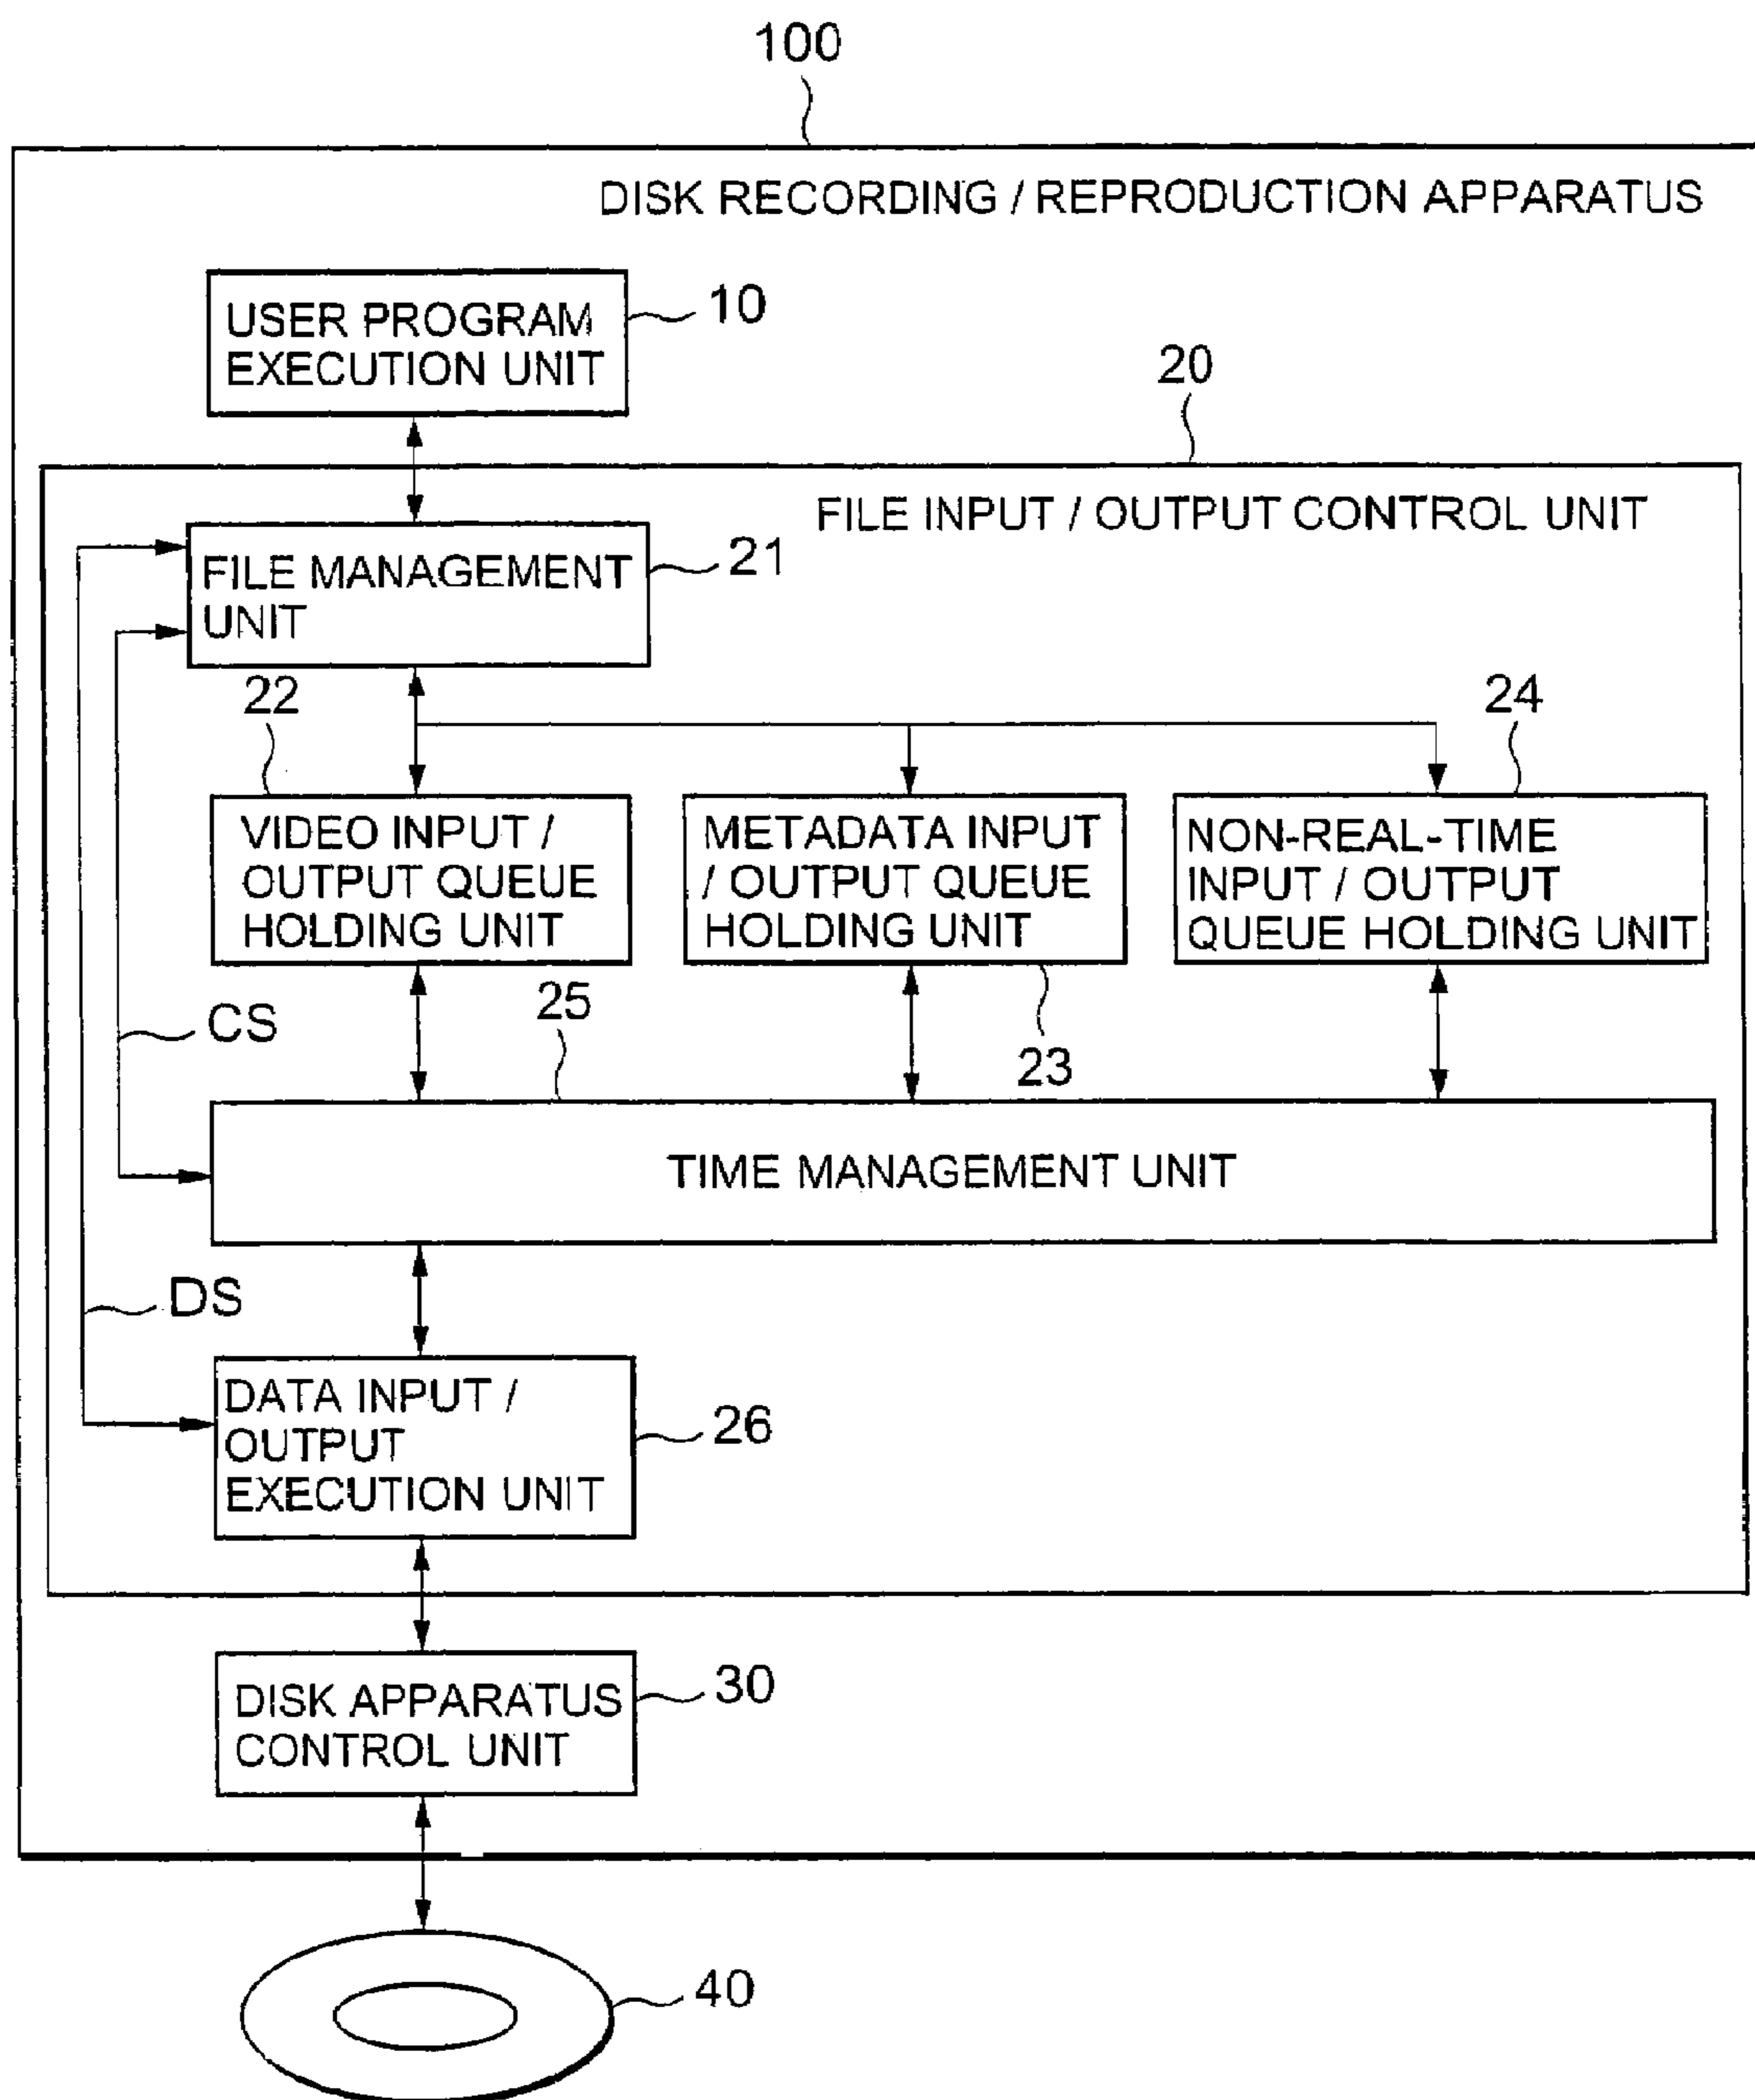 100
DISK RECORDING / REPRODUCTION APPARATUS
USER PROGRAM
EXECUTION UNIT
10
20
FILE INPUT / OUTPUT CONTROL UNIT
FILE MANAGEMENT
UNIT
21
22
24
VIDEO INPUT /
OUTPUT QUEUE
HOLDING UNIT
METADATA INPUT
/ OUTPUT QUEUE
HOLDING UNIT
NON-REAL-TIME
INPUT / OUTPUT
QUEUE HOLDING UNIT
CS
25
23
TIME MANAGEMENT UNIT
DS
DATA INPUT /
OUTPUT
EXECUTION UNIT
26
DISK APPARATUS
CONTROL UNIT
30
40